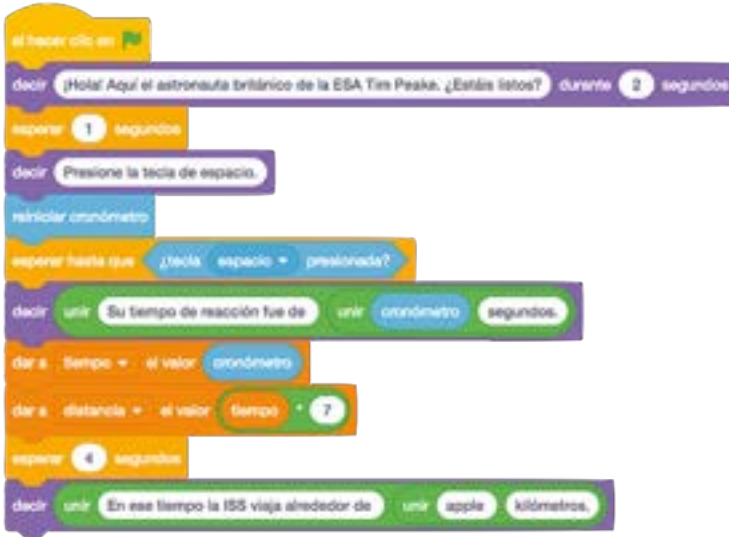 al hacer clic en
decir ¡Hola! Aquí el astronauta británico de la ESA Tim Peake. ¿Estáis listos? durante 2 segundos
esperar 1 segundos
decir Presione la tecla de espacio.
reiniciar cronómetro
esperar hasta que ¿tecla espacio presionada?
decir unir Su tiempo de reacción fue de unir cronómetro segundos.
dar a tiempo el valor cronómetro
dar a distancia el valor tiempo * 7
esperar 4 segundos
decir unir En ese tiempo la ISS viaja alrededor de unir apple kilómetros.